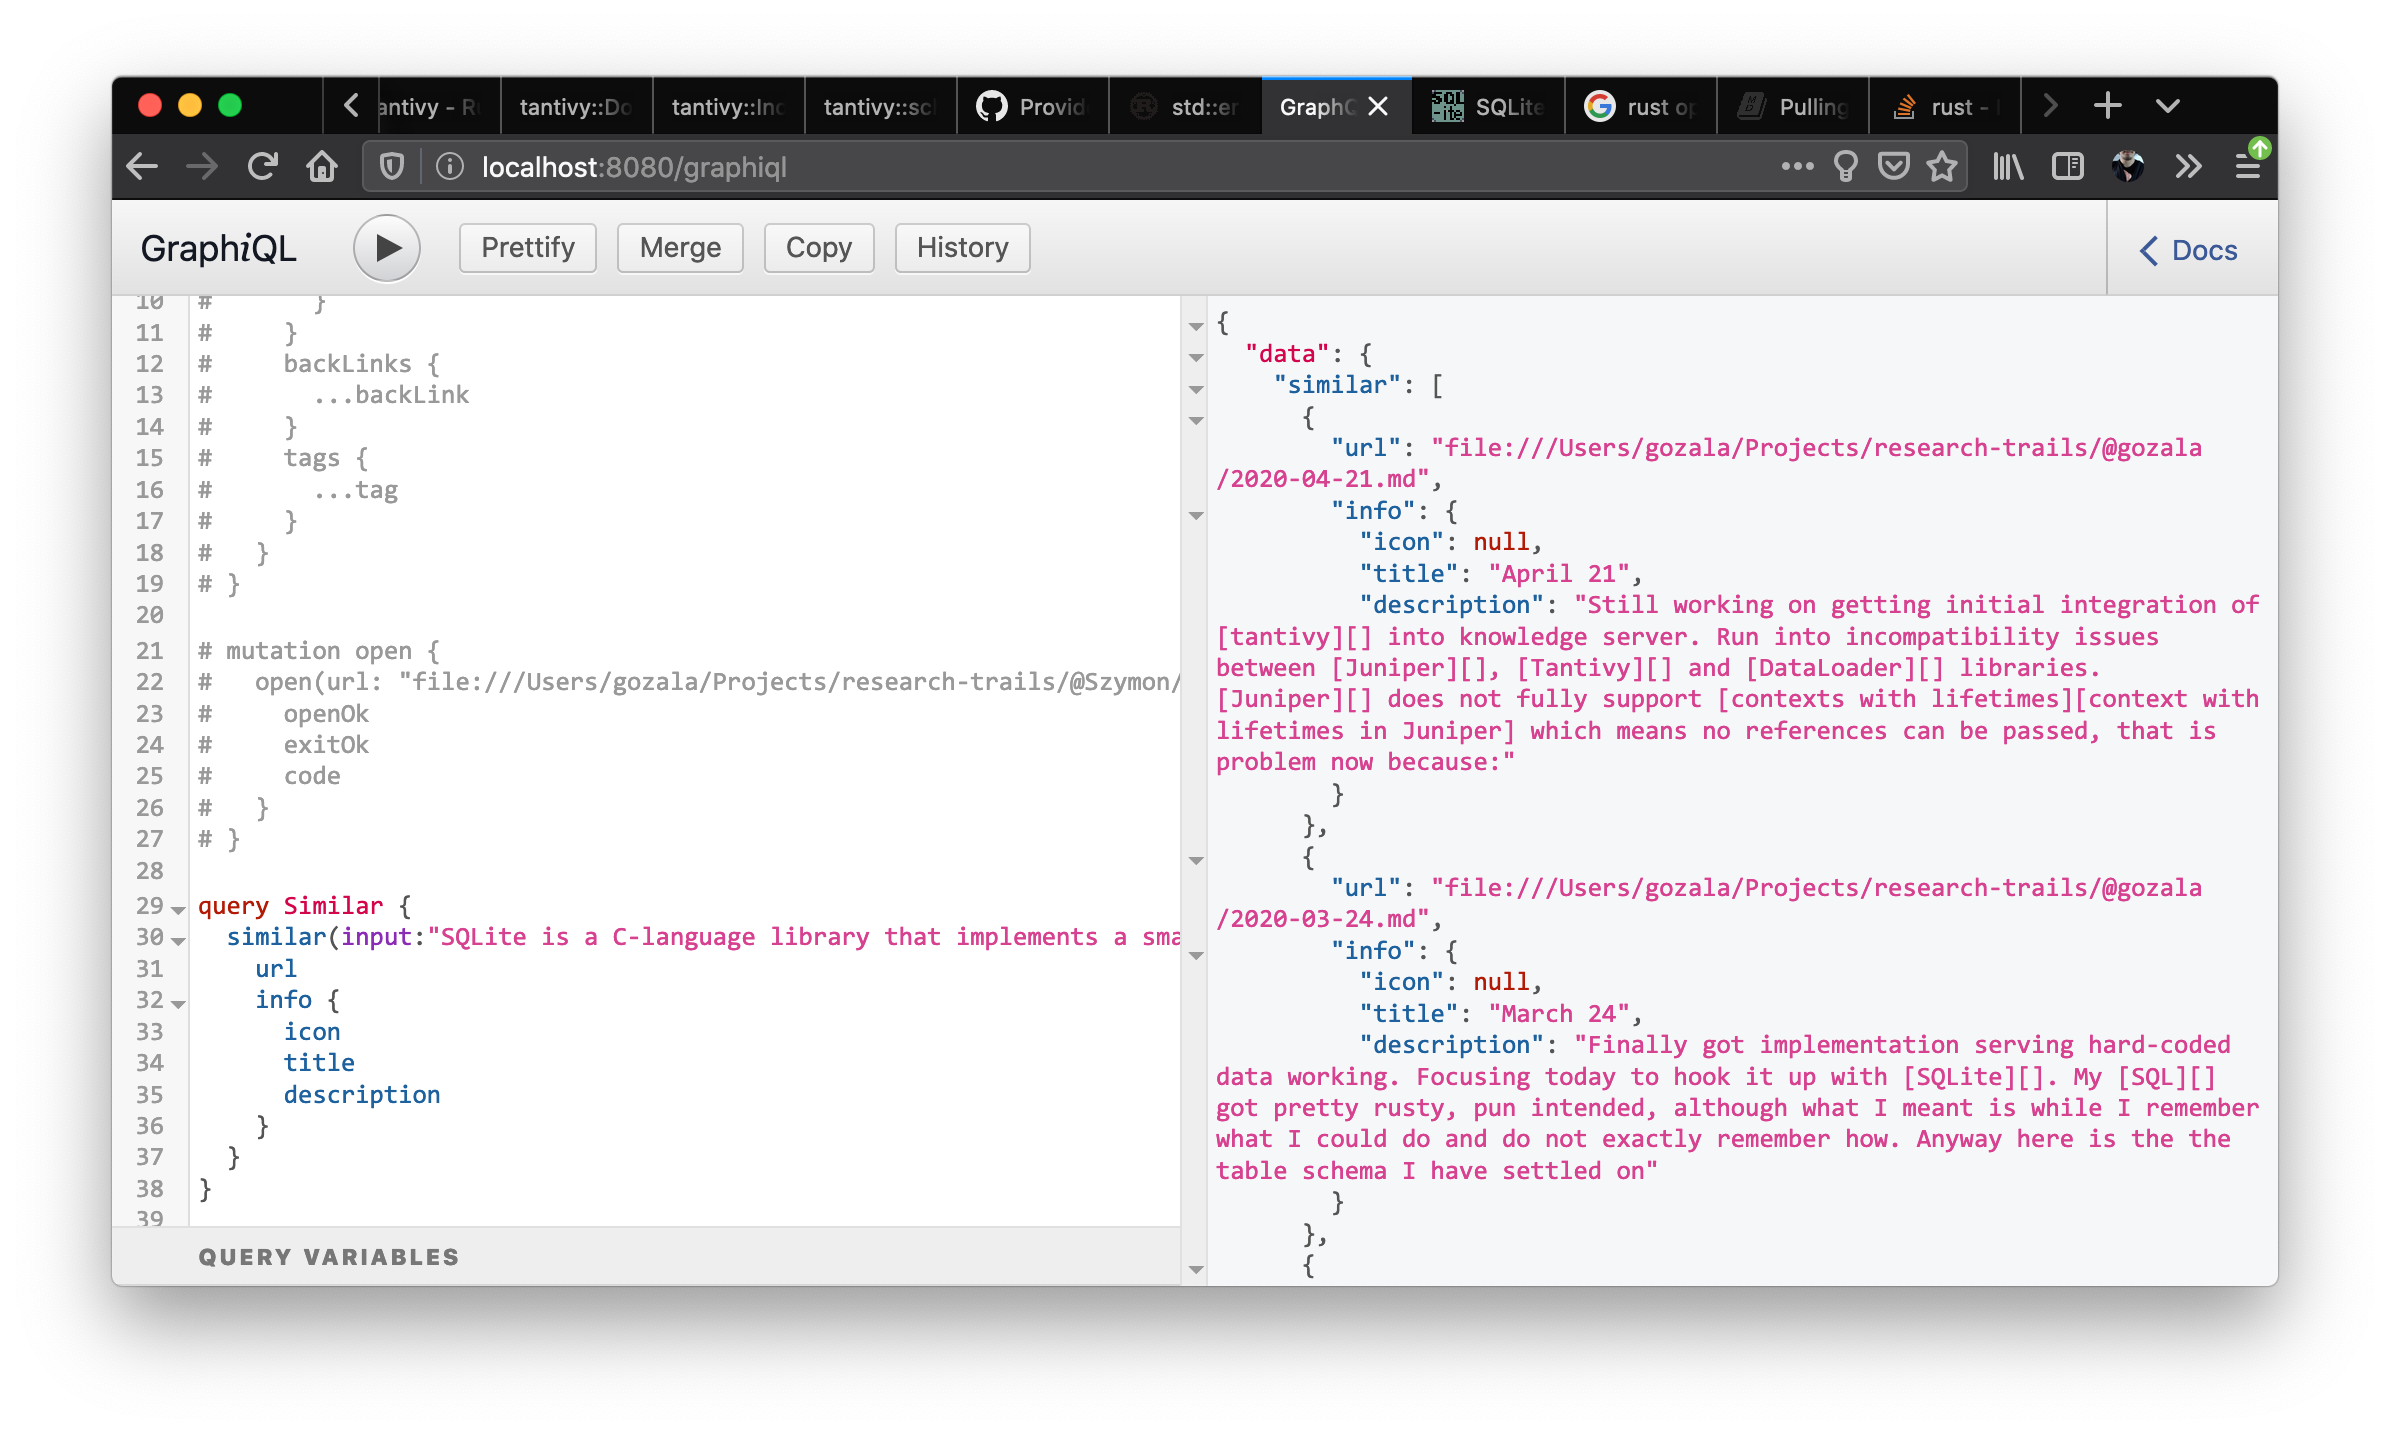 antivy - R
tantivy::Do
tantivy::Inc
tantivy::sc
Provid
std::er
GraphQ
SQLite
rust op
Pulling
rust -
localhost:8080/graphiql
GraphiQL
Prettify
Merge
Copy
History
Docs
10 #       }
11 #     }
12 #     backLinks {
13 #       ...backLink
14 #     }
15 #     tags {
16 #       ...tag
17 #     }
18 #   }
19 # }
20
21 # mutation open {
22 #   open(url: "file:///Users/gozala/Projects/research-trails/@Szymon/
23 #     openOk
24 #     exitOk
25 #     code
26 #   }
27 # }
28
29 query Similar {
30   similar(input:"SQLite is a C-language library that implements a sma
31     url
32     info {
33       icon
34       title
35       description
36     }
37   }
38 }
39
QUERY VARIABLES
{
  "data": {
    "similar": [
      {
        "url": "file:///Users/gozala/Projects/research-trails/@gozala
/2020-04-21.md",
        "info": {
          "icon": null,
          "title": "April 21",
          "description": "Still working on getting initial integration of
[tantivy][] into knowledge server. Run into incompatibility issues
between [Juniper][], [Tantivy][] and [DataLoader][] libraries.
[Juniper][] does not fully support [contexts with lifetimes][context with
lifetimes in Juniper] which means no references can be passed, that is
problem now because:"
        }
      },
      {
        "url": "file:///Users/gozala/Projects/research-trails/@gozala
/2020-03-24.md",
        "info": {
          "icon": null,
          "title": "March 24",
          "description": "Finally got implementation serving hard-coded
data working. Focusing today to hook it up with [SQLite][]. My [SQL][]
got pretty rusty, pun intended, although what I meant is while I remember
what I could do and do not exactly remember how. Anyway here is the the
table schema I have settled on"
        }
      },
      {